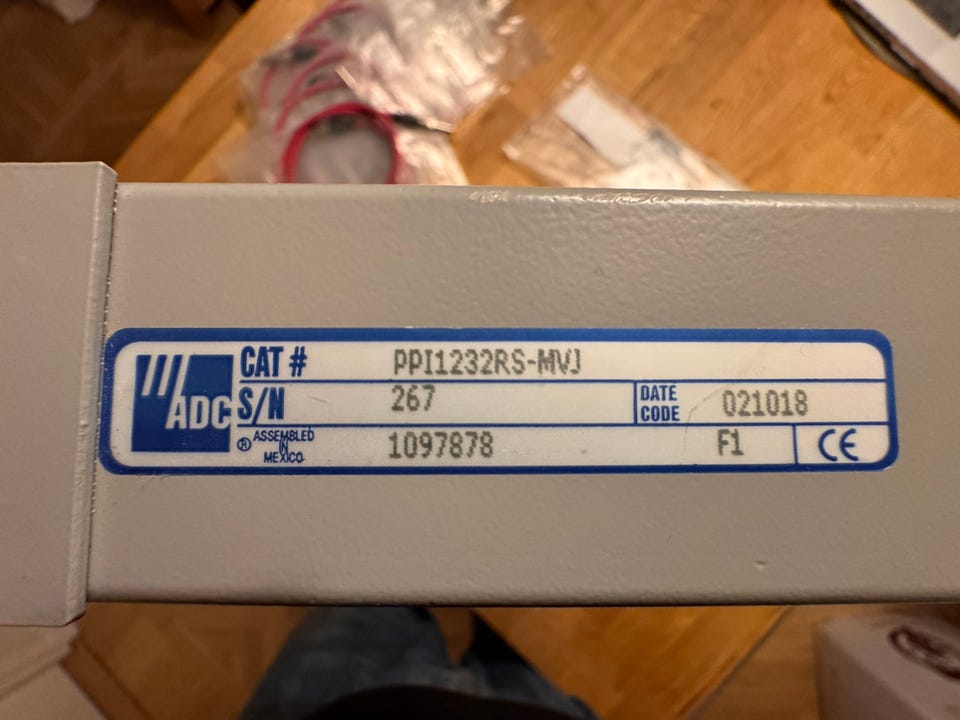 ADC
CAT # PPI1232RS-MVJ
S/N 267 DATE CODE 021018
® ASSEMBLED IN MEXICO 1097878 F1 CE